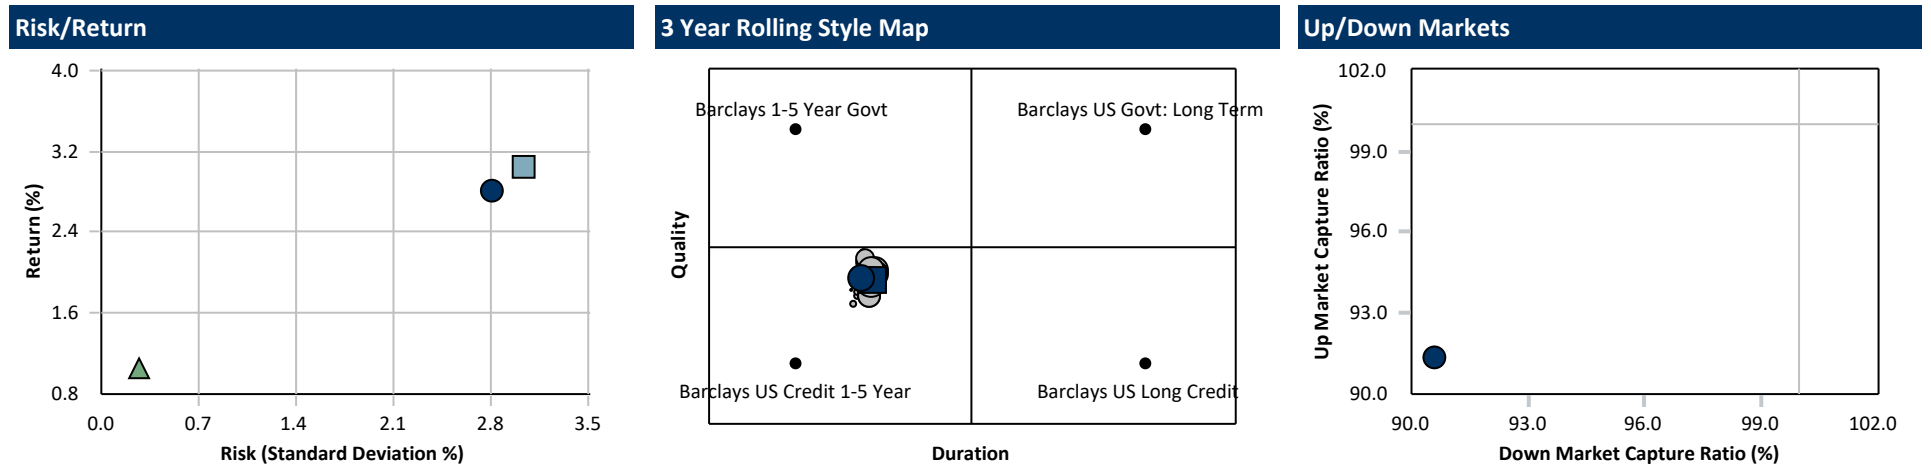 Risk/Return
4.0
3.2
2.4
1.6
0.8
Return (%)
0.0 0.7 1.4 2.1 2.8 3.5
Risk (Standard Deviation %)
3 Year Rolling Style Map
Barclays 1-5 Year Govt
Barclays US Govt: Long Term
Quality
Barclays US Credit 1-5 Year
Barclays US Long Credit
Duration
Up/Down Markets
102.0
99.0
96.0
93.0
90.0
Up Market Capture Ratio (%)
90.0 93.0 96.0 99.0 102.0
Down Market Capture Ratio (%)